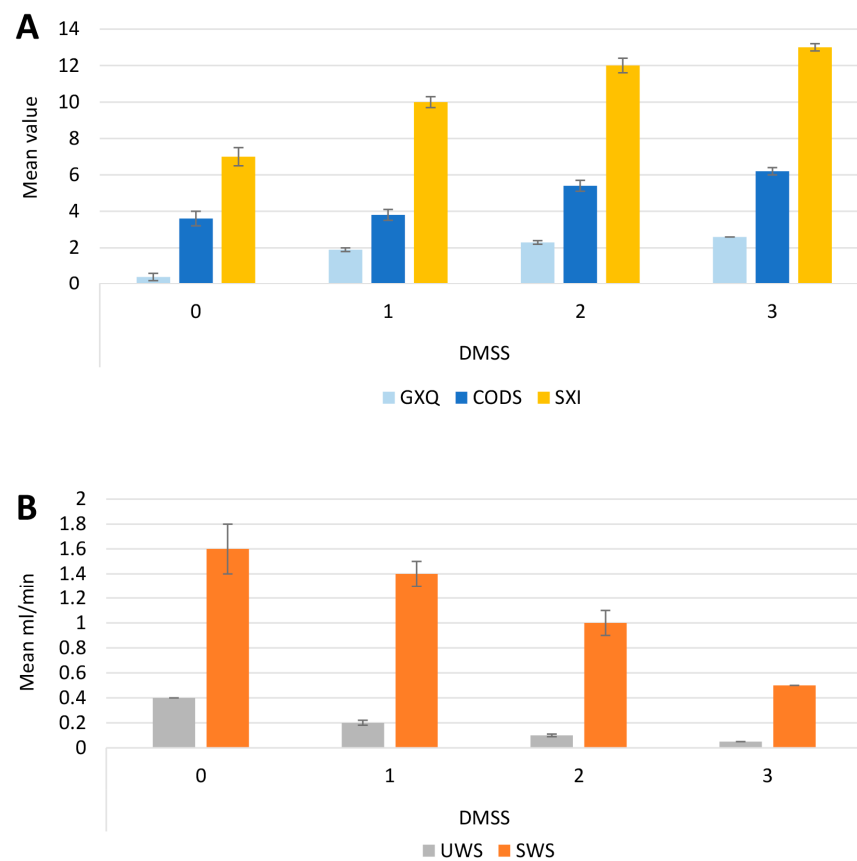 A
14
12
10
8
6
4
2
0
Mean value
0 1 2 3
DMSS
GXQ CODS SXI
B
2
1.8
1.6
1.4
1.2
1
0.8
0.6
0.4
0.2
0
Mean ml/min
0 1 2 3
DMSS
UWS SWS